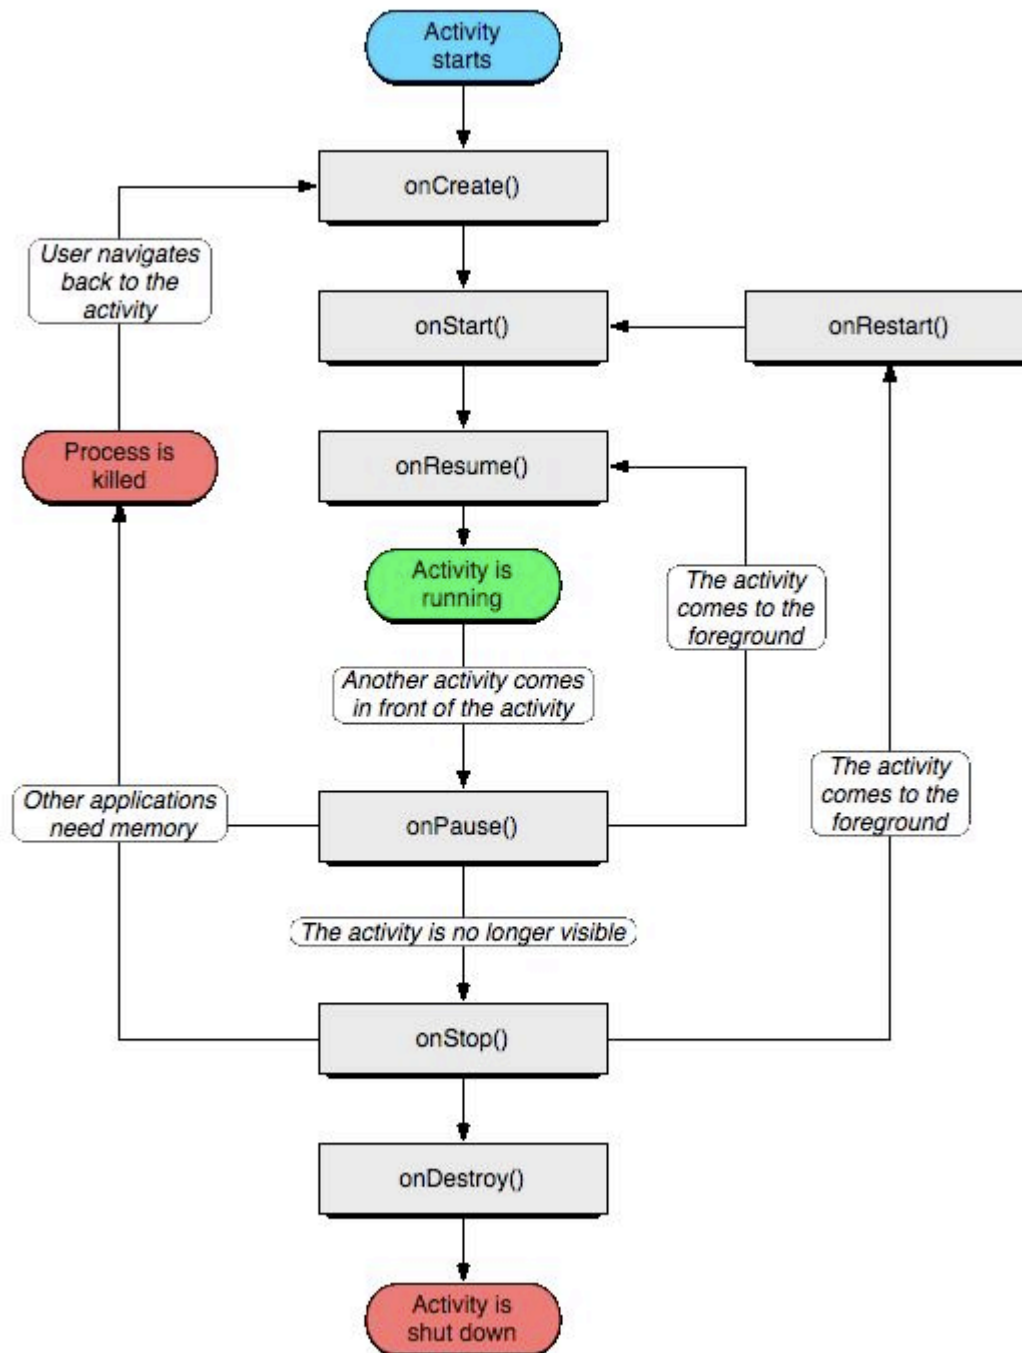 Activity
starts
onCreate()
User navigates
back to the
activity
onStart()
onRestart()
Process is
killed
onResume()
Activity is
running
The activity
comes to the
foreground
Another activity comes
in front of the activity
The activity
comes to the
foreground
Other applications
need memory
onPause()
The activity is no longer visible
onStop()
onDestroy()
Activity is
shut down